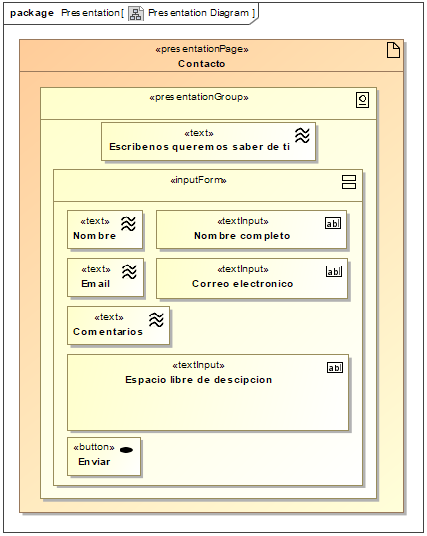 package Presentation[ Presentation Diagram ]
«presentationPage»
Contacto
«presentationGroup»
«text»
Escribenos queremos saber de ti
«inputForm»
«text»
Nombre
«textInput»
Nombre completo
abl
«text»
Email
«textInput»
Correo electronico
abl
«text»
Comentarios
«textInput»
Espacio libre de descipcion
abl
«button»
Enviar